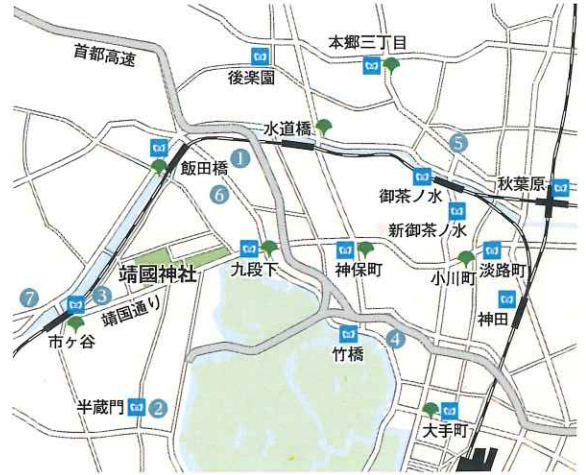 本郷三丁目
首都高速
後楽園
水道橋
①
⑤
飯田橋
御茶ノ水
秋葉原
⑥
新御茶ノ水
靖國神社
九段下
神保町
小川町
淡路町
⑦
③
靖国通り
神田
市ヶ谷
竹橋
④
半蔵門
②
大手町